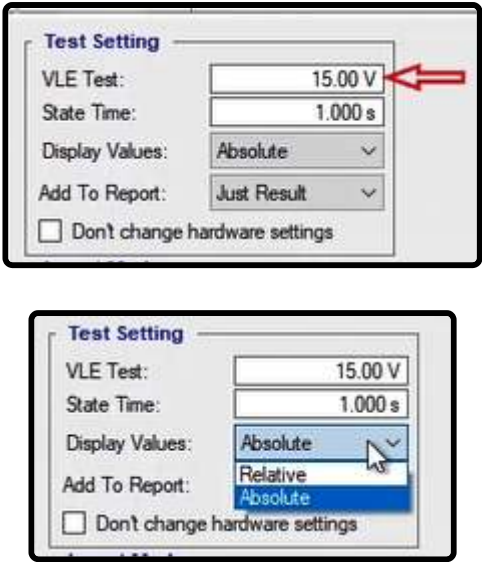 Test Setting
VLE Test: 15.00 V
State Time: 1.000 s
Display Values: Absolute
Add To Report: Just Result
Don't change hardware settings
Test Setting
VLE Test: 15.00 V
State Time: 1.000 s
Display Values: Absolute
Relative
Add To Report:
Absolute
Don't change hardware settings